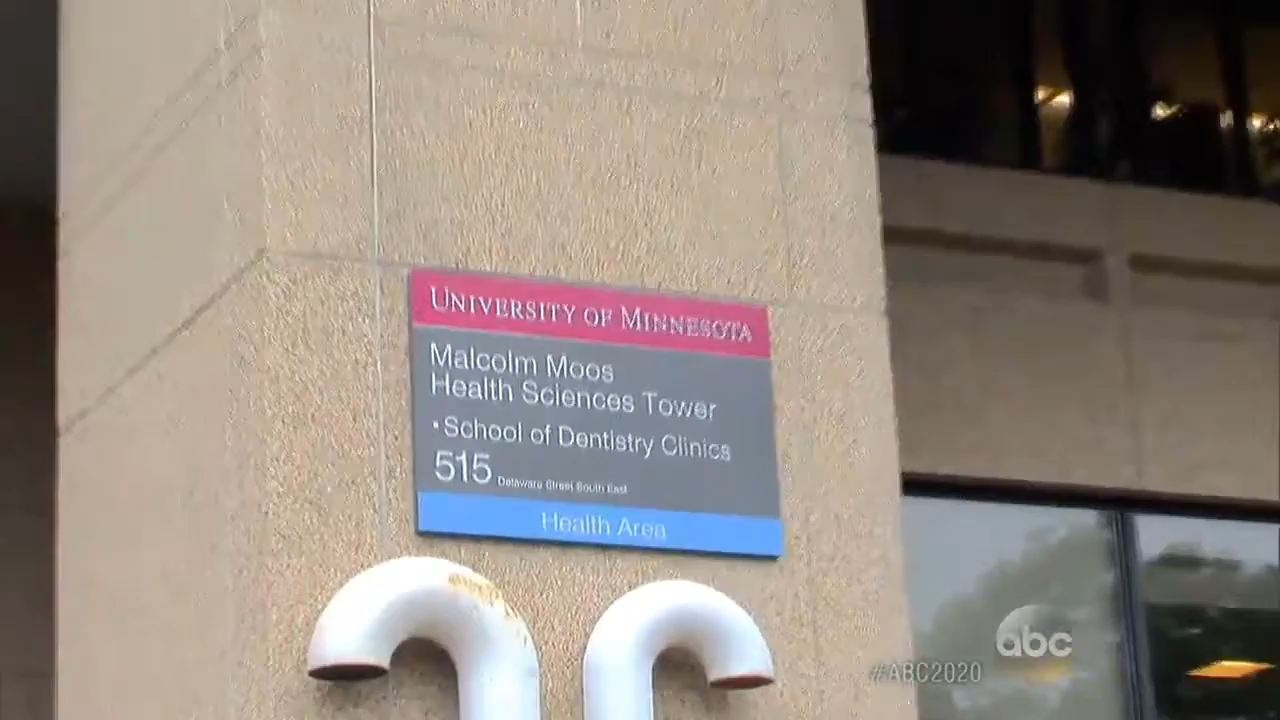 UNIVERSITY OF MINNESOTA
Malcolm Moos
Health Sciences Tower
•School of Dentistry Clinics
515 Delaware Street South East
Health Area
abc
#ABC2020